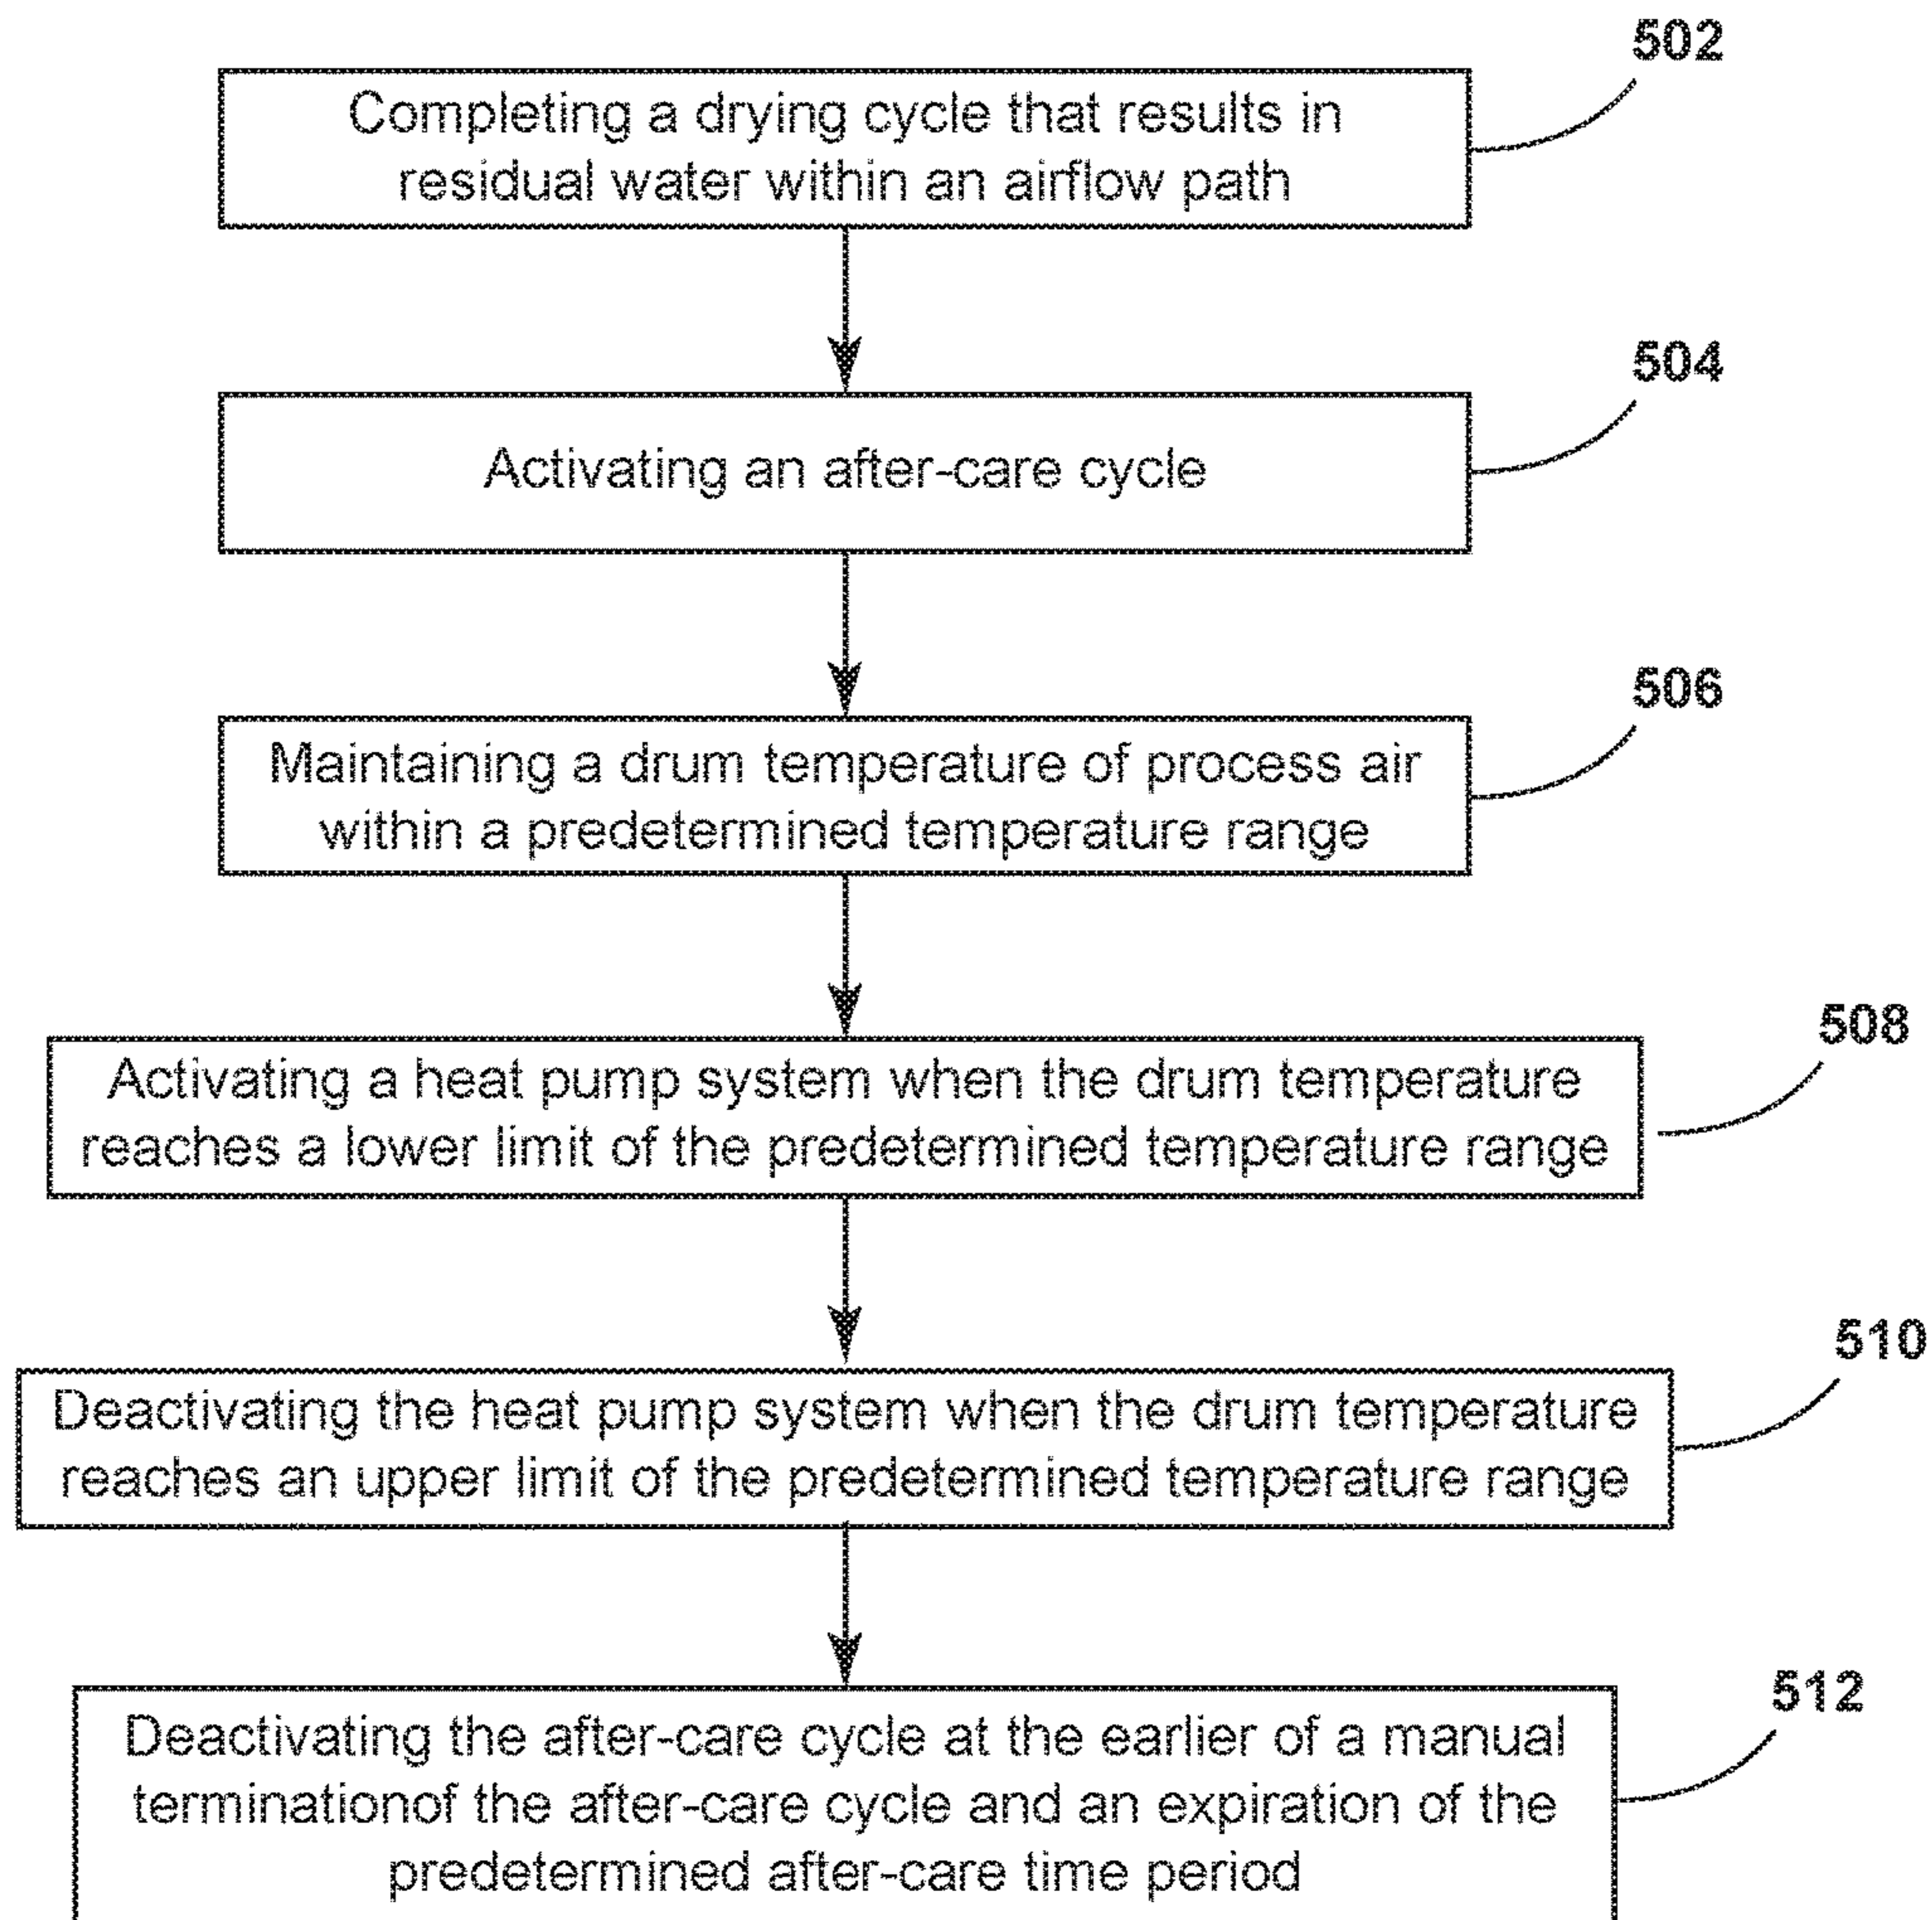 502
Completing a drying cycle that results in
residual water within an airflow path
504
Activating an after-care cycle
506
Maintaining a drum temperature of process air
within a predetermined temperature range
508
Activating a heat pump system when the drum temperature
reaches a lower limit of the predetermined temperature range
510
Deactivating the heat pump system when the drum temperature
reaches an upper limit of the predetermined temperature range
512
Deactivating the after-care cycle at the earlier of a manual
terminationof the after-care cycle and an expiration of the
predetermined after-care time period